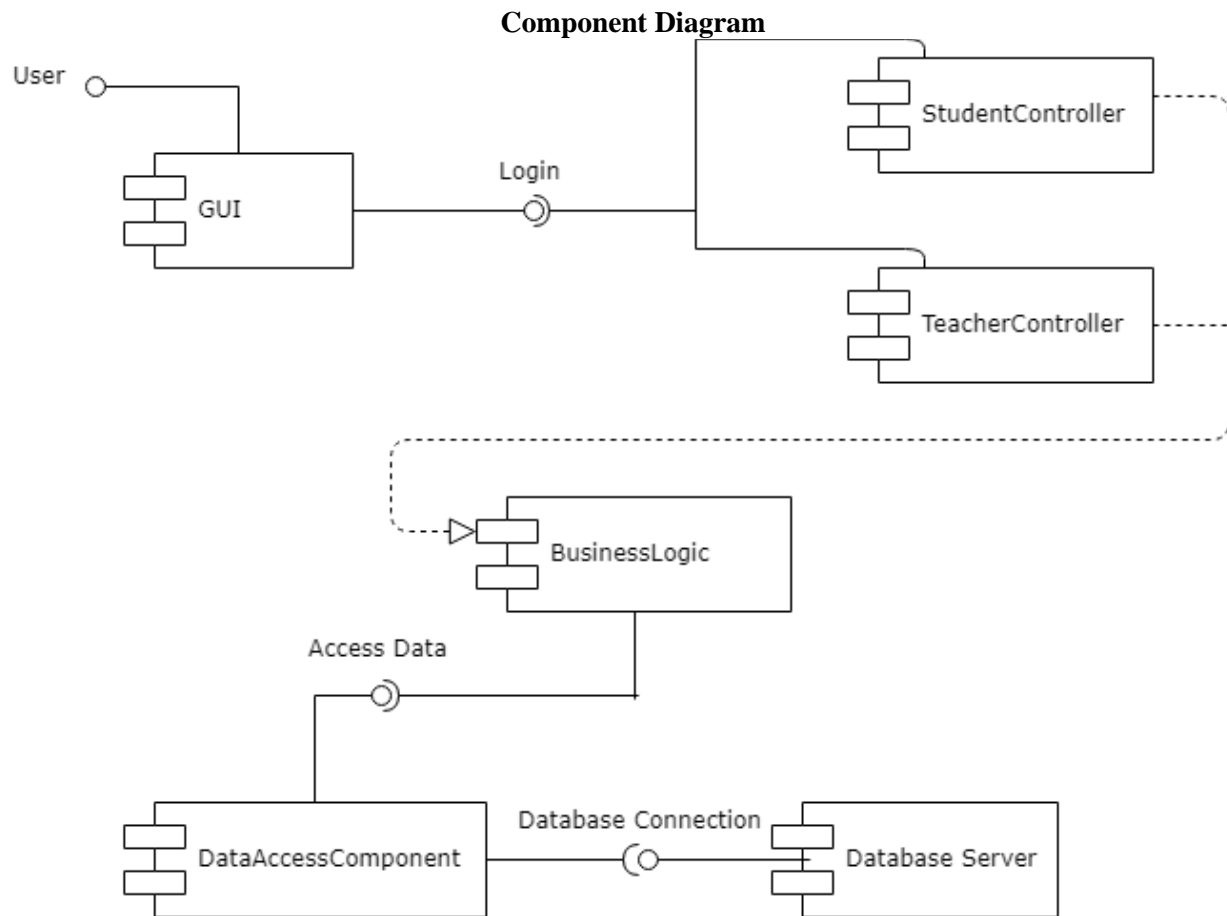 Component Diagram
User
StudentController
Login
GUI
TeacherController
BusinessLogic
Access Data
Database Connection
DataAccessComponent
Database Server